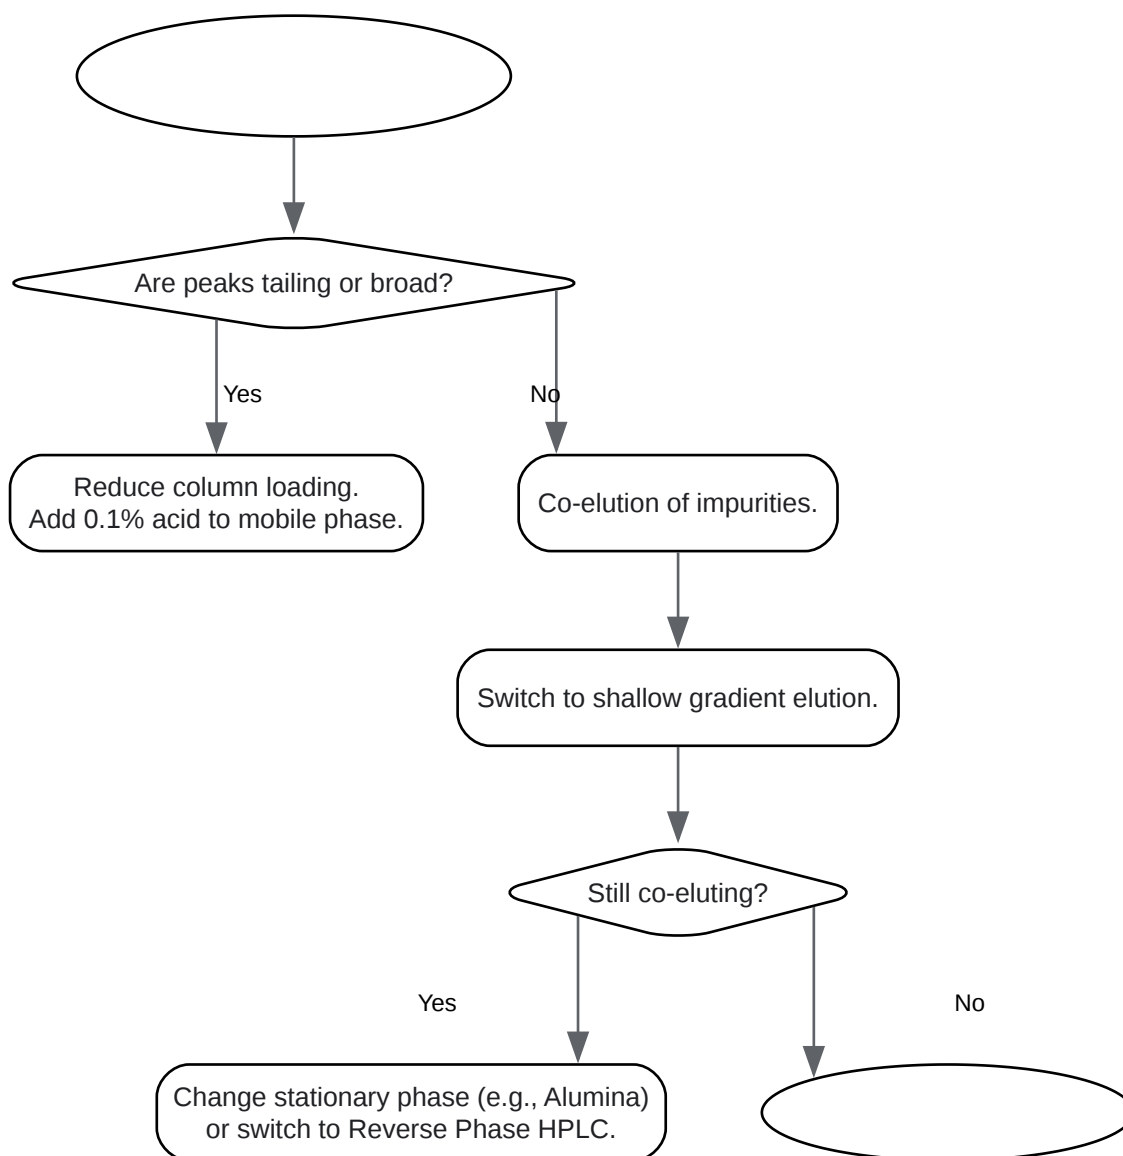 Are peaks tailing or broad?
Yes
No
Reduce column loading.
Add 0.1% acid to mobile phase.
Co-elution of impurities.
Switch to shallow gradient elution.
Still co-eluting?
Yes
No
Change stationary phase (e.g., Alumina)
or switch to Reverse Phase HPLC.